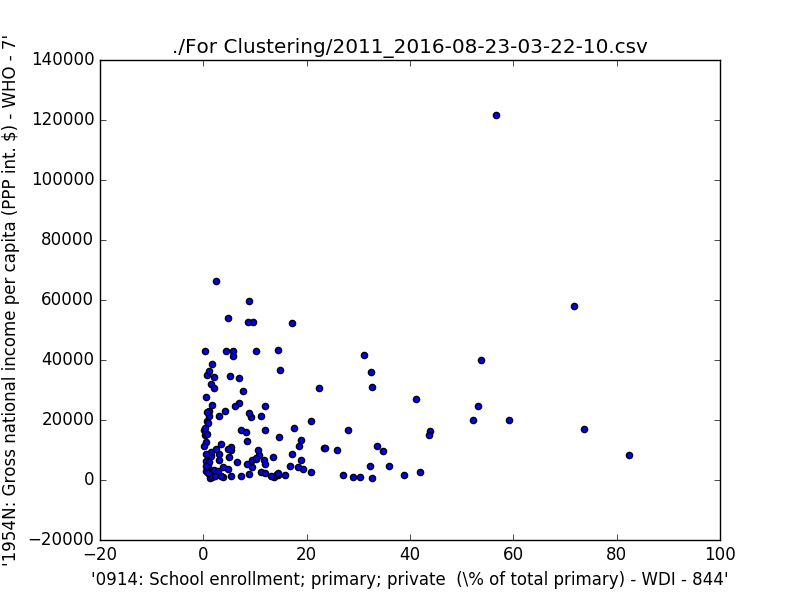 ./For Clustering/2011_2016-08-23-03-22-10.csv
'1954N: Gross national income per capita (PPP int. $) - WHO - 7'
140000
120000
100000
80000
60000
40000
20000
0
−20000
−20 0 20 40 60 80 100
'0914: School enrollment; primary; private (\% of total primary) - WDI - 844'